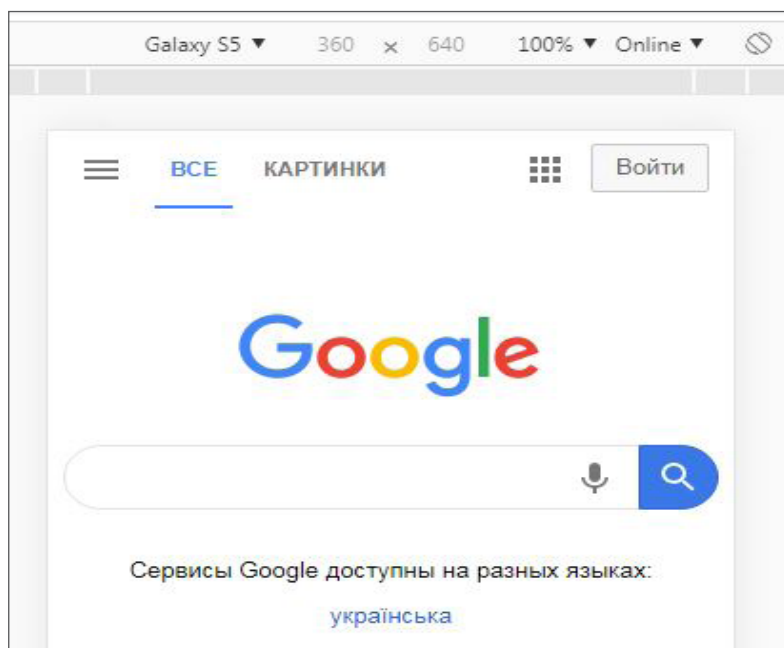 Galaxy S5 ▼ 360 × 640 100% ▼ Online ▼
ВСЕ КАРТИНКИ Войти
Google
Сервисы Google доступны на разных языках:
українська